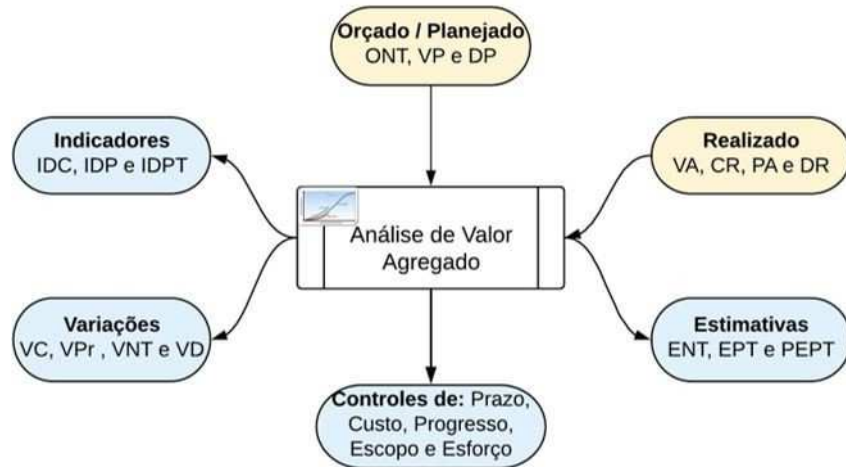 Orçado / Planejado
ONT, VP e DP
Indicadores
IDC, IDP e IDPT
Realizado
VA, CR, PA e DR
Análise de Valor
Agregado
Variações
VC, VPr , VNT e VD
Estimativas
ENT, EPT e PEPT
Controles de: Prazo,
Custo, Progresso,
Escopo e Esforço